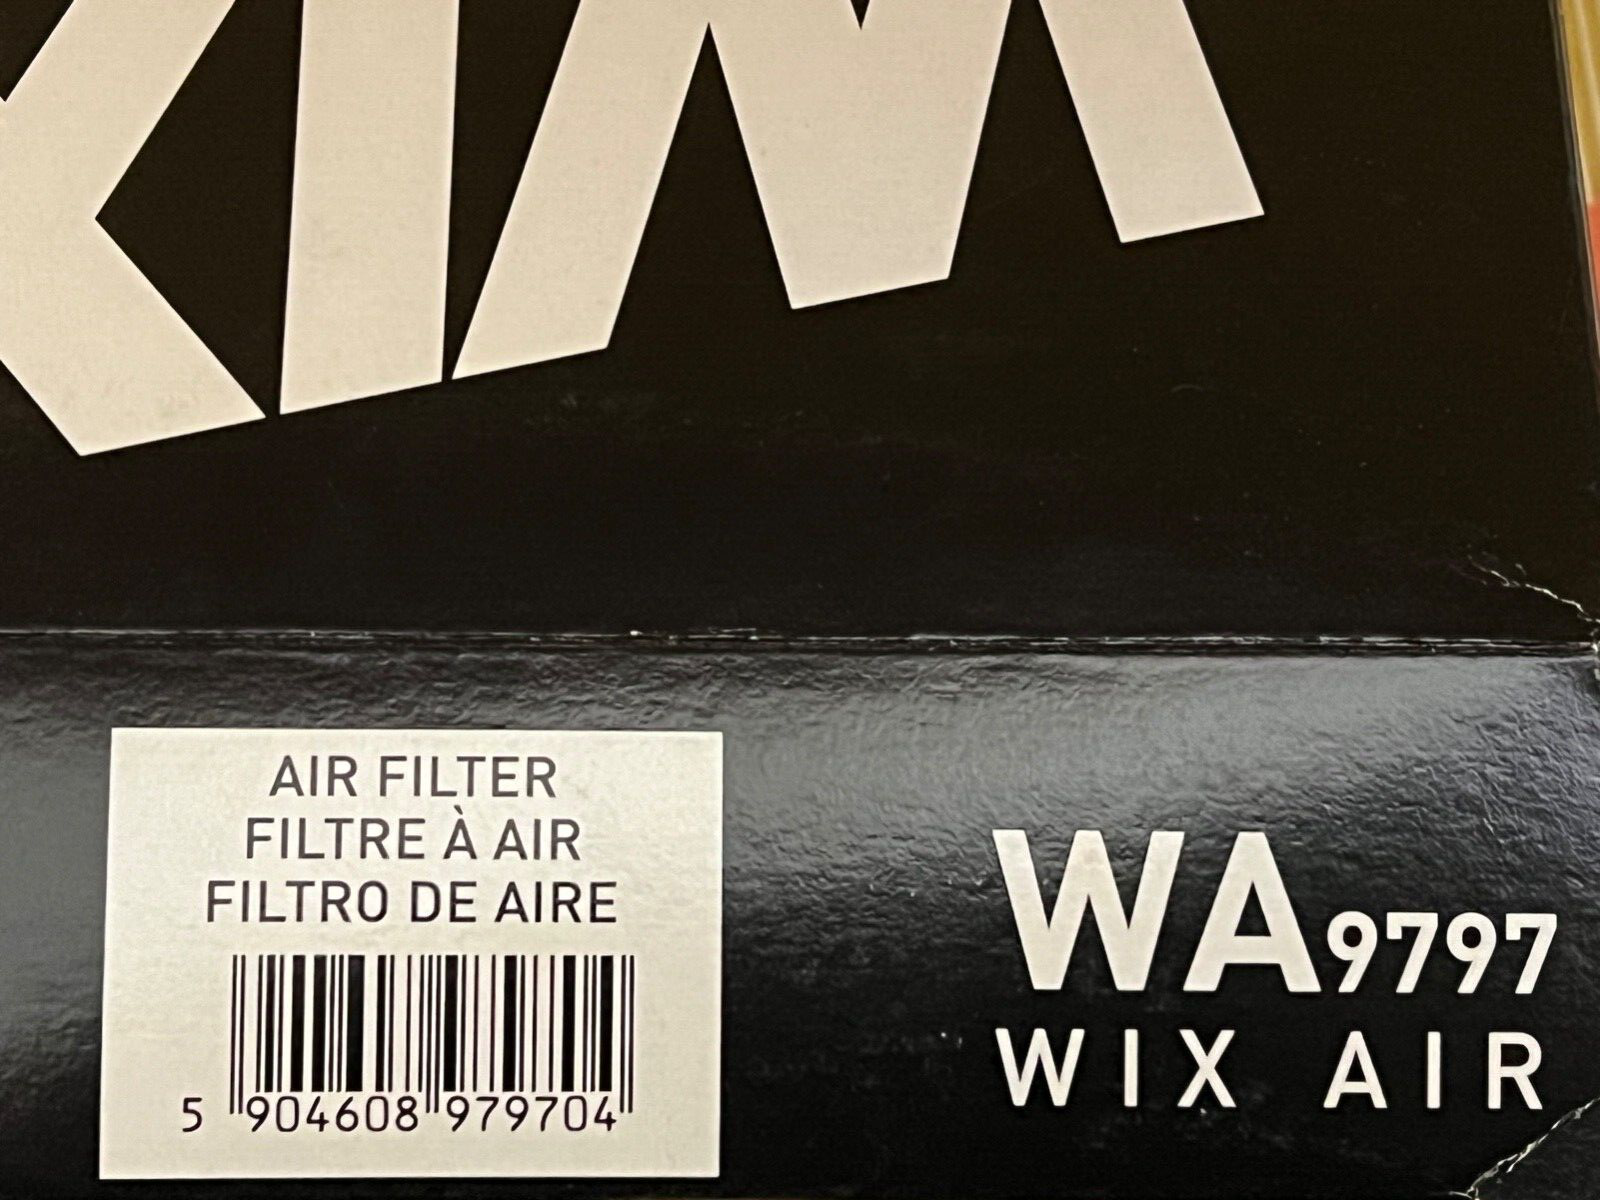 AIR FILTER
FILTRE À AIR
FILTRO DE AIRE
5 904608 979704
WA9797
WIX AIR